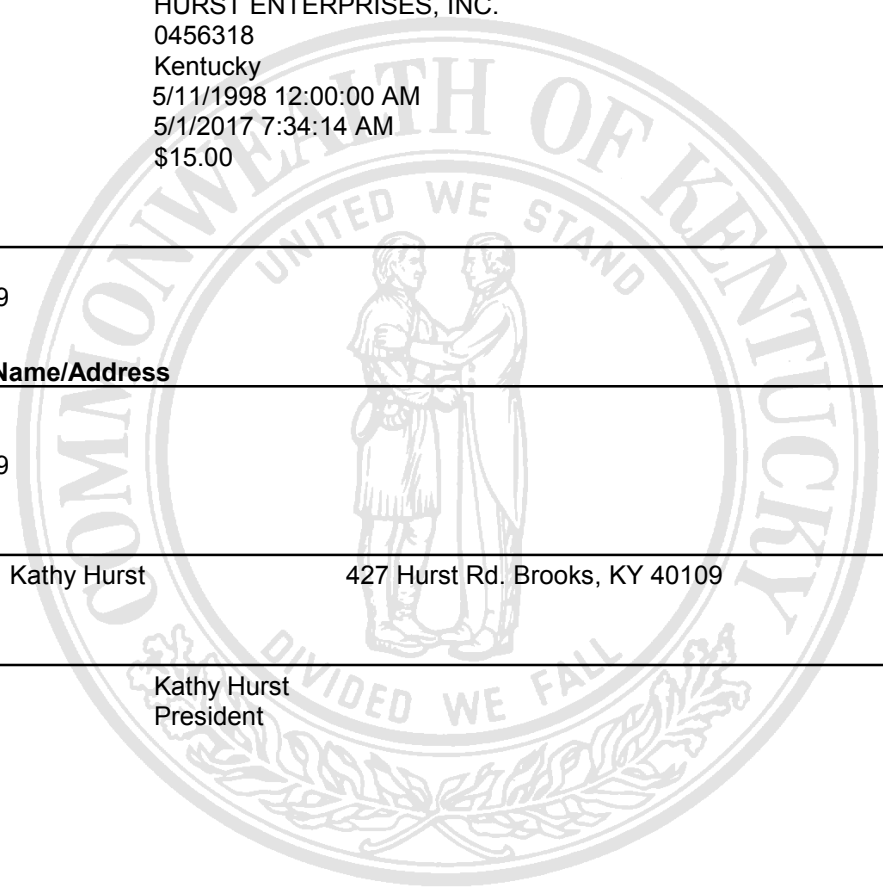 HURST ENTERPRISES, INC.
0456318
Kentucky
5/11/1998 12:00:00 AM
5/1/2017 7:34:14 AM
$15.00
COMMONWEALTH OF KENTUCKY
UNITED WE STAND
9
Name/Address
9
Kathy Hurst 427 Hurst Rd. Brooks, KY 40109
DIVIDED WE FALL
Kathy Hurst
President